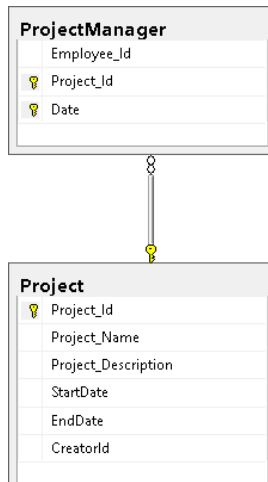 ProjectManager
Employee_Id
Project_Id
Date
Project
Project_Id
Project_Name
Project_Description
StartDate
EndDate
CreatorId